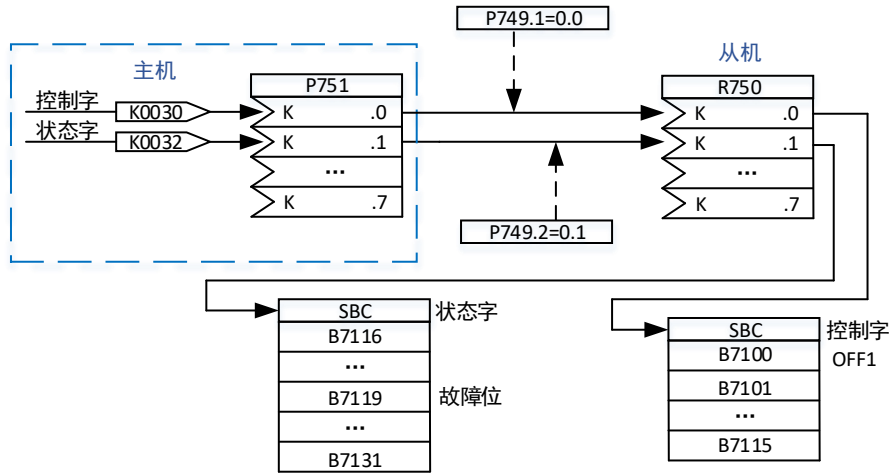 P749.1=0.0
主机
从机
P751
R750
控制字
K0030
K .0
K .0
状态字
K0032
K .1
K .1
...
...
K .7
K .7
P749.2=0.1
SBC
状态字
B7116
...
B7119
故障位
...
B7131
SBC
控制字
B7100
OFF1
B7101
...
B7115